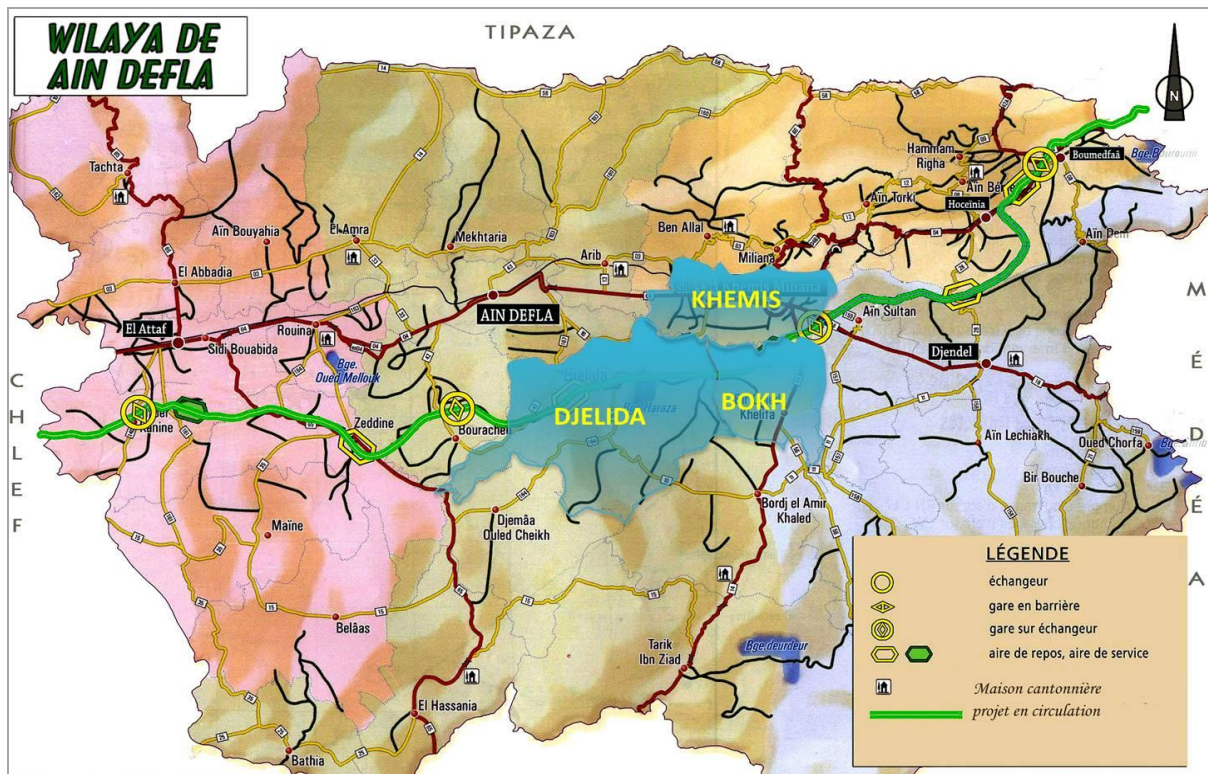 WILAYA DE
AIN DEFLA
TIPAZA
N
Tachta
Hammam
Righa
Boumedfaâ
Aïn Torki
Hoceïnia
Aïn Bouyahia
El Amra
Mekhtaria
Ben Allal
Miliana
El Abbadia
Arib
KHEMIS
AIN DEFLA
Aïn Sultan
El Attaf
Rouina
Sidi Bouabida
Djendel
Bge.
Oued Mellouk
CHLEF
MÉDÉA
DJELIDA
BOKH
Khelifa
Zeddine
Aïn Lechiakh
Oued Chorfa
Bir Bouche
Bordj el Amir
Khaled
Djemâa
Ouled Cheikh
Maïne
Belâas
Tarik
Ibn Ziad
Bge.deurdeur
El Hassania
Bathia
LÉGENDE
échangeur
gare en barrière
gare sur échangeur
aire de repos, aire de service
Maison cantonnière
projet en circulation